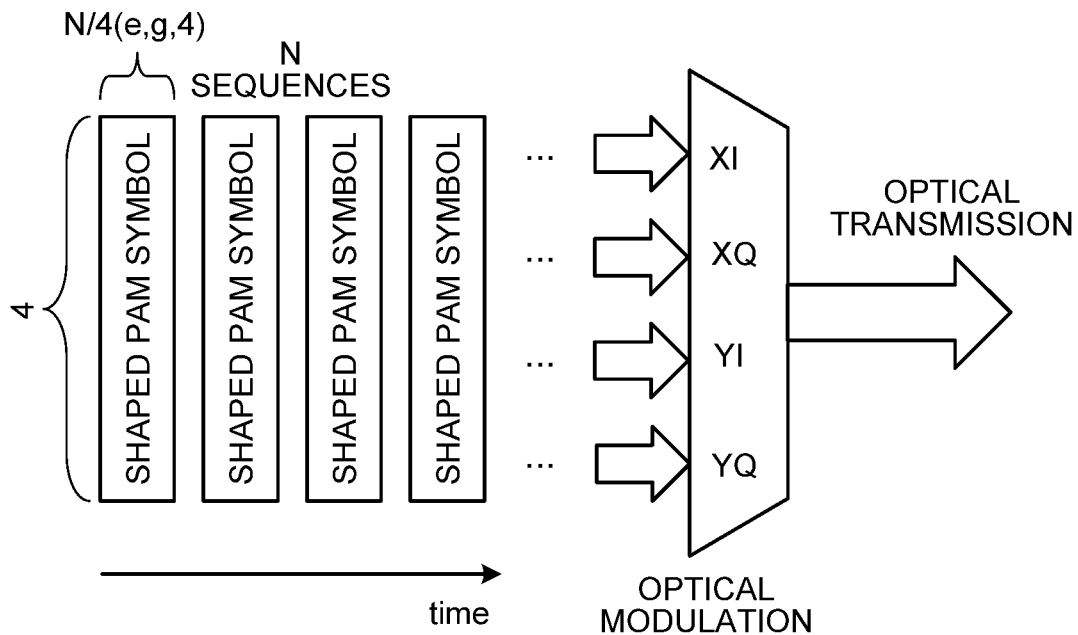 N/4(e,g,4)
N
SEQUENCES
4
SHAPED PAM SYMBOL
SHAPED PAM SYMBOL
SHAPED PAM SYMBOL
SHAPED PAM SYMBOL
...
...
...
...
XI
XQ
YI
YQ
OPTICAL
TRANSMISSION
time
OPTICAL
MODULATION